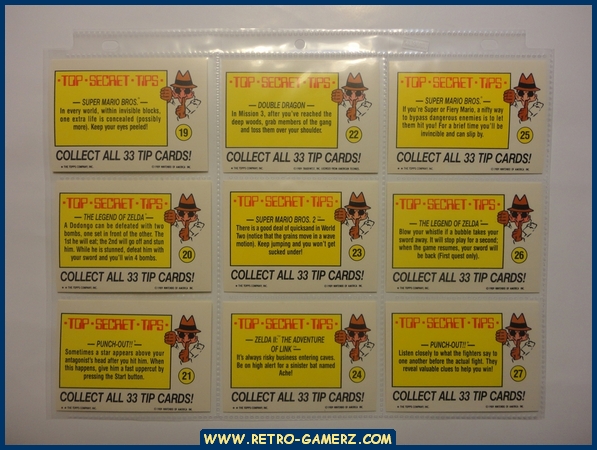 TOP • SECRET • TIPS
— SUPER MARIO BROS.™ —
In every world, within invisible blocks,
one extra life is concealed (possibly
more). Keep your eyes peeled!
19
COLLECT ALL 33 TIP CARDS!
TOP • SECRET • TIPS
— DOUBLE DRAGON —
In Mission 3, after you've reached the
deep woods, grab members of the gang
and toss them over your shoulder.
22
COLLECT ALL 33 TIP CARDS!
TOP • SECRET • TIPS
— SUPER MARIO BROS.™ —
If you're Super or Fiery Mario, a nifty way
to bypass dangerous enemies is to let
them hit you! For a brief time you'll be
invincible and can slip by.
25
COLLECT ALL 33 TIP CARDS!
TOP • SECRET • TIPS
— THE LEGEND OF ZELDA™ —
A Dodongo can be defeated with two
bombs, one set in front of the other. The
1st he will eat; the 2nd will go off and stun
him. While he is stunned, defeat him with
your sword and you'll win 4 bombs.
20
COLLECT ALL 33 TIP CARDS!
TOP • SECRET • TIPS
— SUPER MARIO BROS. 2 —
There is a good deal of quicksand in World
Two (notice that the grains move in a wave
motion). Keep jumping and you won't get
sucked under!
23
COLLECT ALL 33 TIP CARDS!
TOP • SECRET • TIPS
— THE LEGEND OF ZELDA™ —
Blow your whistle if a bubble takes your
sword away. It will stop play for a second;
when the game resumes, your sword will
be back (First quest only).
26
COLLECT ALL 33 TIP CARDS!
TOP • SECRET • TIPS
— PUNCH-OUT!! —
Sometimes a star appears above your
antagonist's head after you hit him. When
this happens, give him a fast uppercut by
pressing the Start button.
21
COLLECT ALL 33 TIP CARDS!
TOP • SECRET • TIPS
— ZELDA II:™ THE ADVENTURE
OF LINK™ —
It's always risky business entering caves.
Be on high alert for a sinister bat named
Ache!
24
COLLECT ALL 33 TIP CARDS!
TOP • SECRET • TIPS
— PUNCH-OUT!! —
Listen closely to what the fighters say to
one another before the actual fight. They
reveal valuable clues to help you win!
27
COLLECT ALL 33 TIP CARDS!
WWW.RETRO-GAMERZ.COM